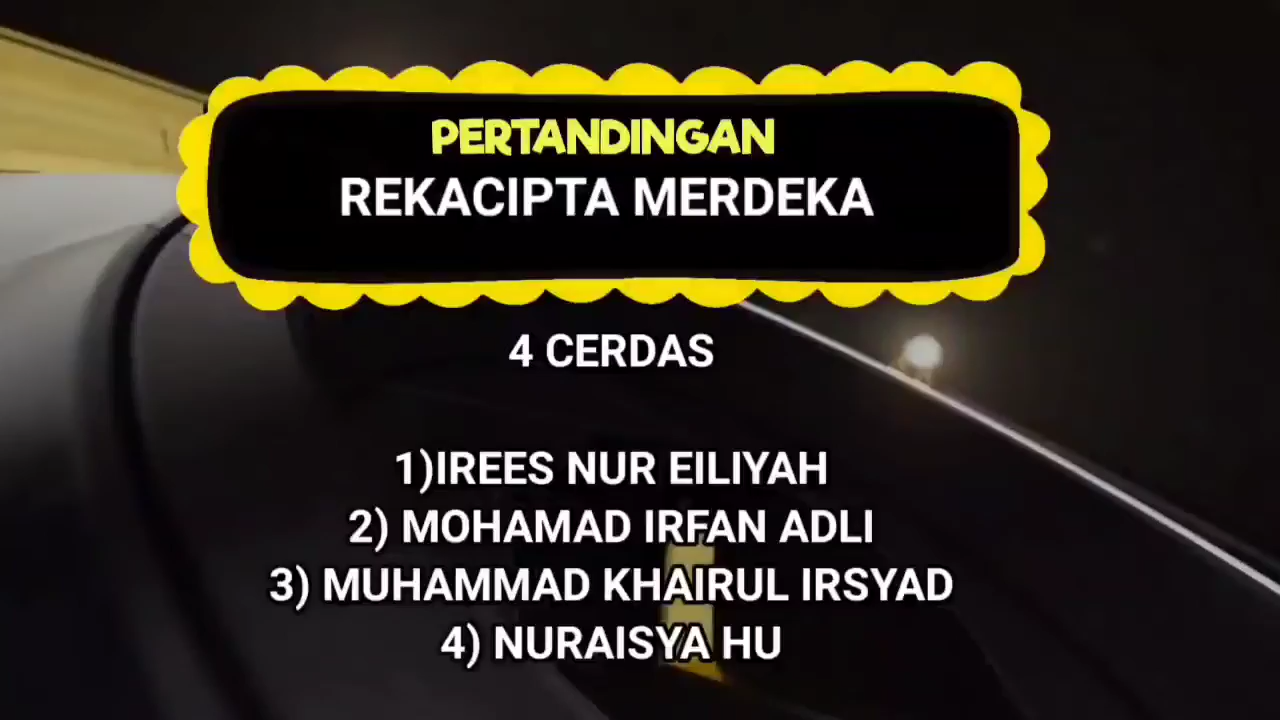 PERTANDINGAN
REKACIPTA MERDEKA
4 CERDAS
1)IREES NUR EILIYAH
2) MOHAMAD IRFAN ADLI
3) MUHAMMAD KHAIRUL IRSYAD
4) NURAISYA HU